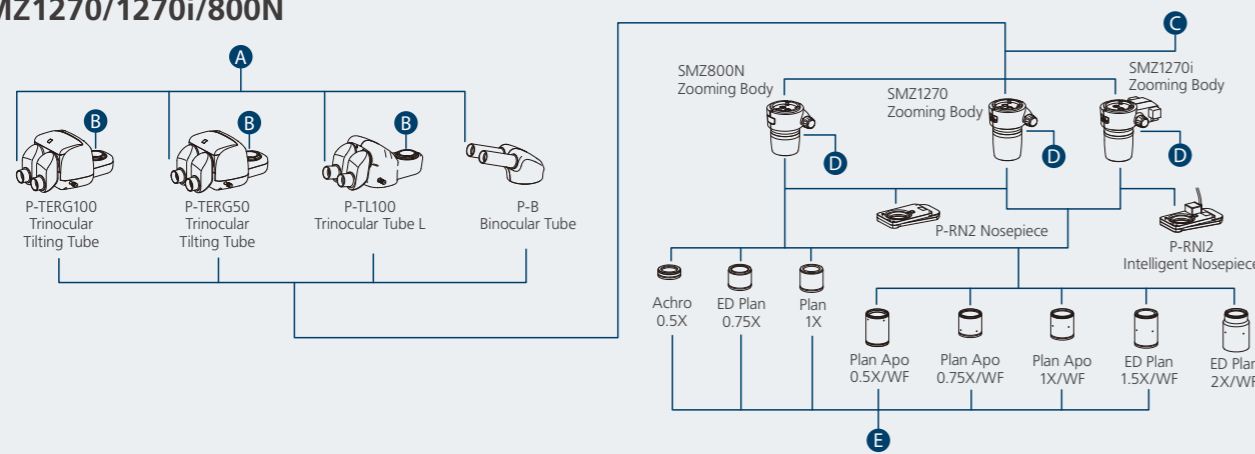 MZ1270/1270i/800N
A
C
B
B
B
P-TERG100
Trinocular
Tilting Tube
P-TERG50
Trinocular
Tilting Tube
P-TL100
Trinocular Tube L
P-B
Binocular Tube
SMZ800N
Zooming Body
SMZ1270
Zooming Body
SMZ1270i
Zooming Body
D
D
D
P-RN2 Nosepiece
P-RNI2
Intelligent Nosepiece
Achro
0.5X
ED Plan
0.75X
Plan
1X
Plan Apo
0.5X/WF
Plan Apo
0.75X/WF
Plan Apo
1X/WF
ED Plan
1.5X/WF
ED Plan
2X/WF
E